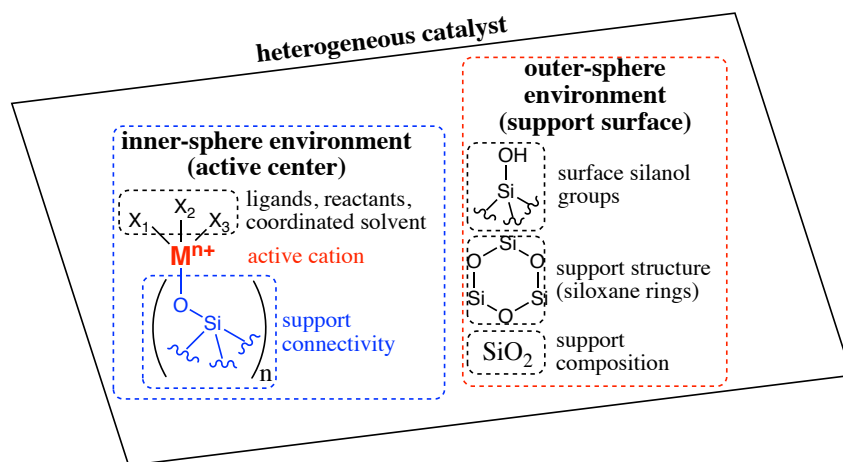 heterogeneous catalyst
inner-sphere environment
(active center)
X1
X2
X3
ligands, reactants,
coordinated solvent
Mn+
active cation
O
Si
n
support
connectivity
outer-sphere
environment
(support surface)
OH
Si
surface silanol
groups
Si
O
O
Si
Si
O
support structure
(siloxane rings)
SiO2
support
composition